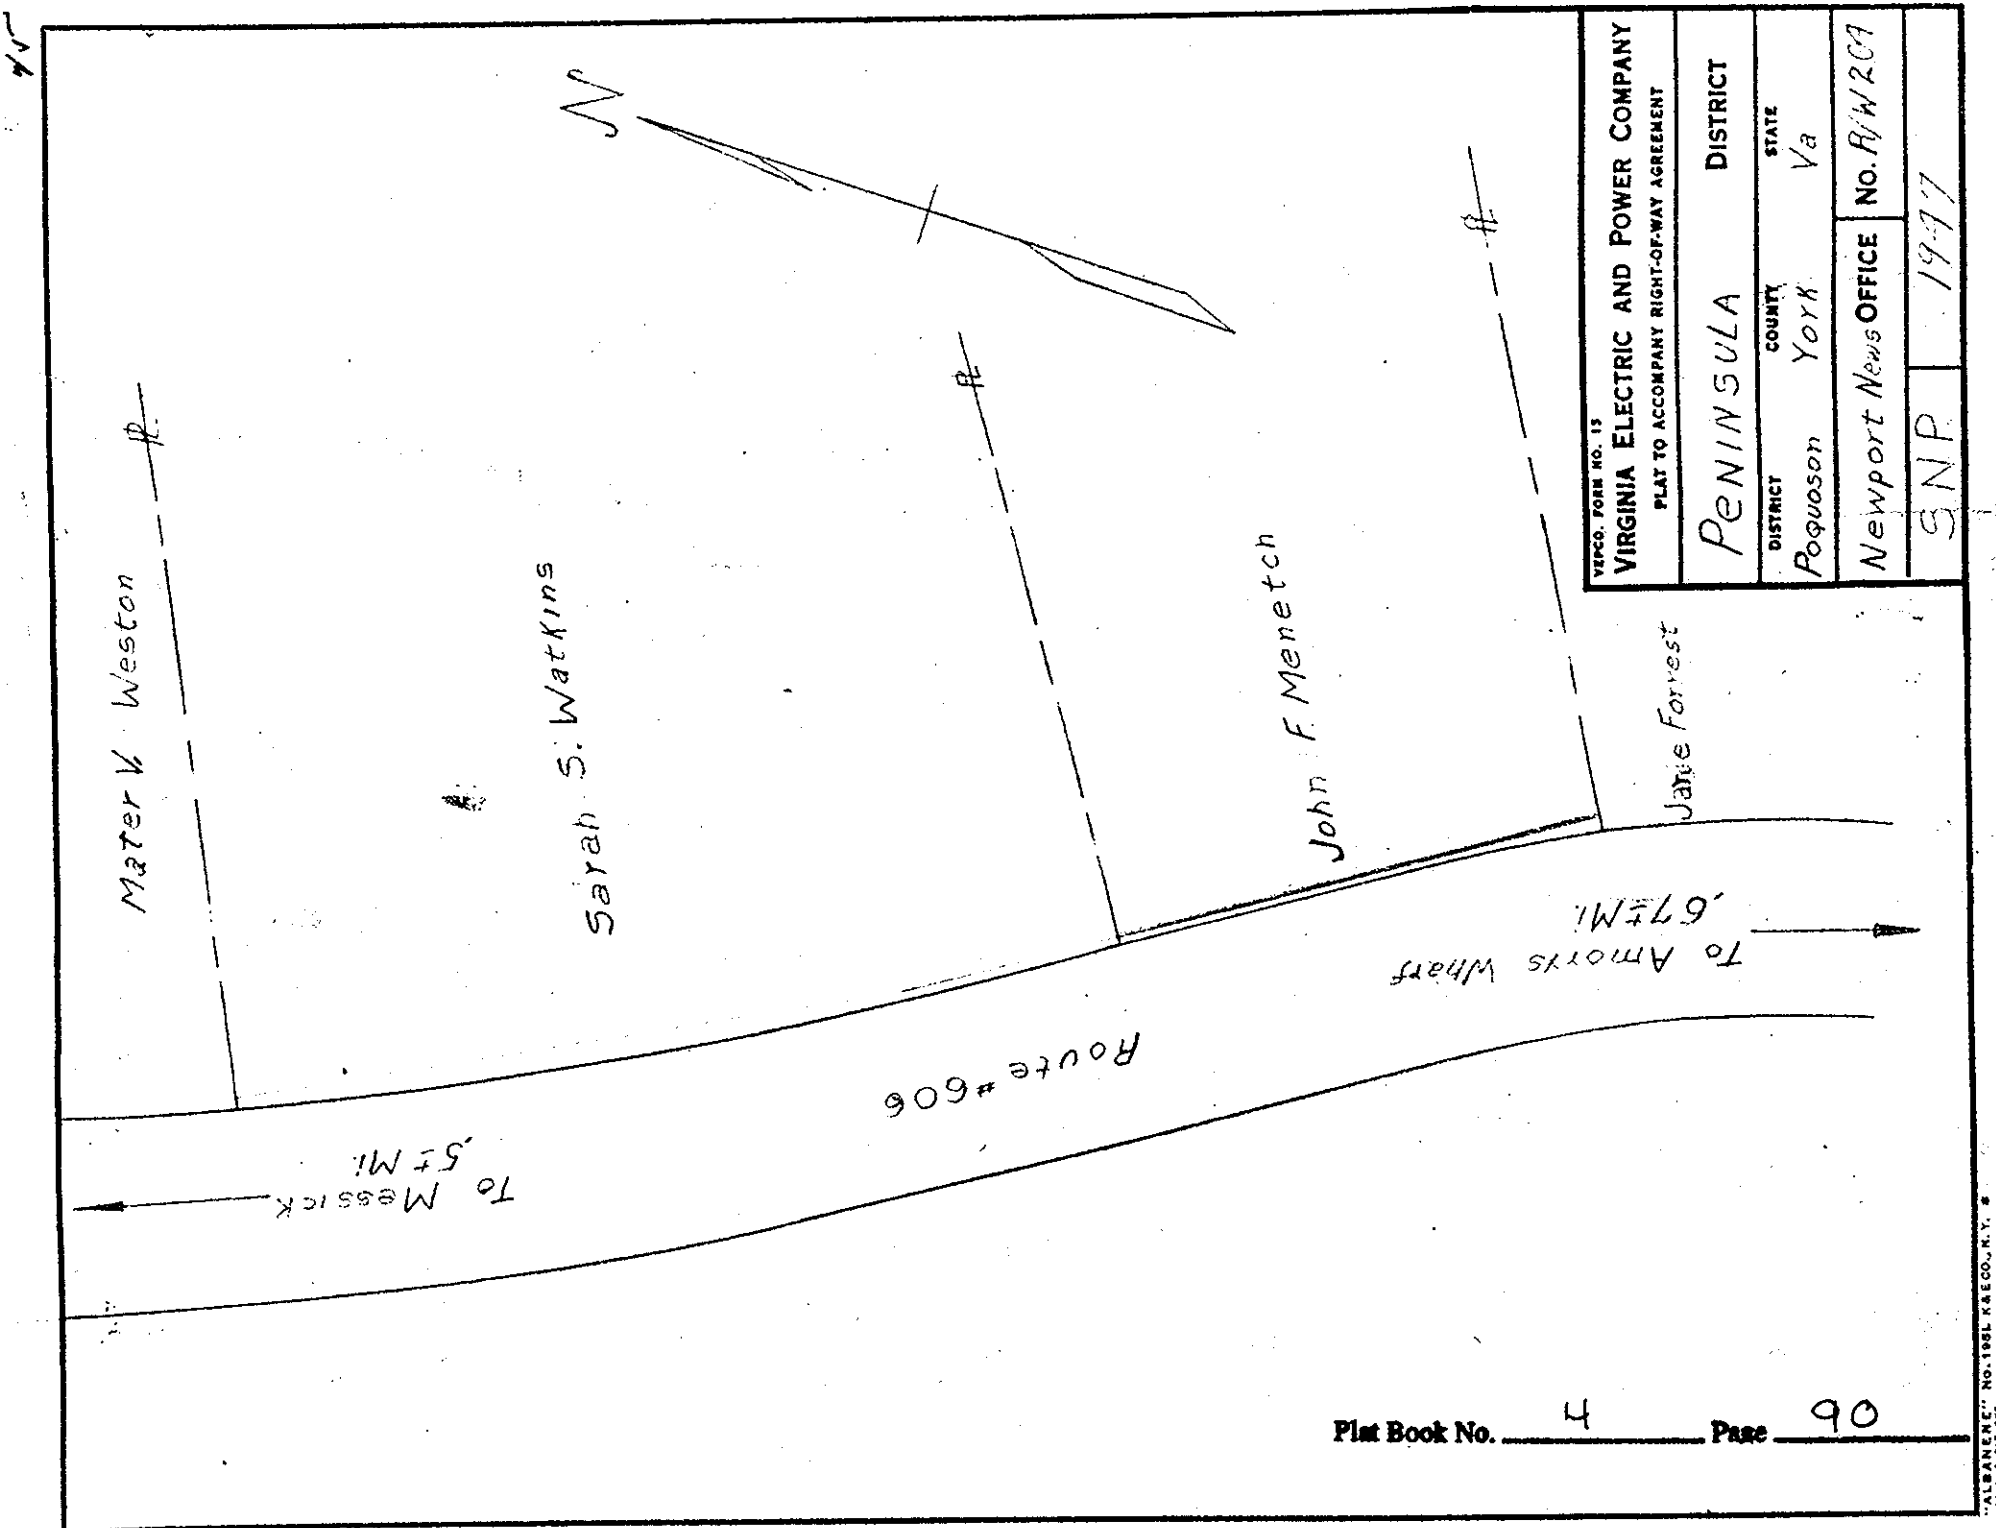 N
Mater V. Weston
Sarah S. Watkins
John F. Menetch
Forrest
Route #606
To Messick
.5± Mi.
To Amorys Wharf
.67± Mi.
VEPCO. FORM NO. 15
VIRGINIA ELECTRIC AND POWER COMPANY
PLAT TO ACCOMPANY RIGHT-OF-WAY AGREEMENT
PENINSULA DISTRICT
DISTRICT COUNTY STATE
Poquoson York Va
Newport News OFFICE No. R/W
SNP
Plat Book No. 4 Page 90
"ALBANENE" NO. 195L K&E CO., N.Y. ®